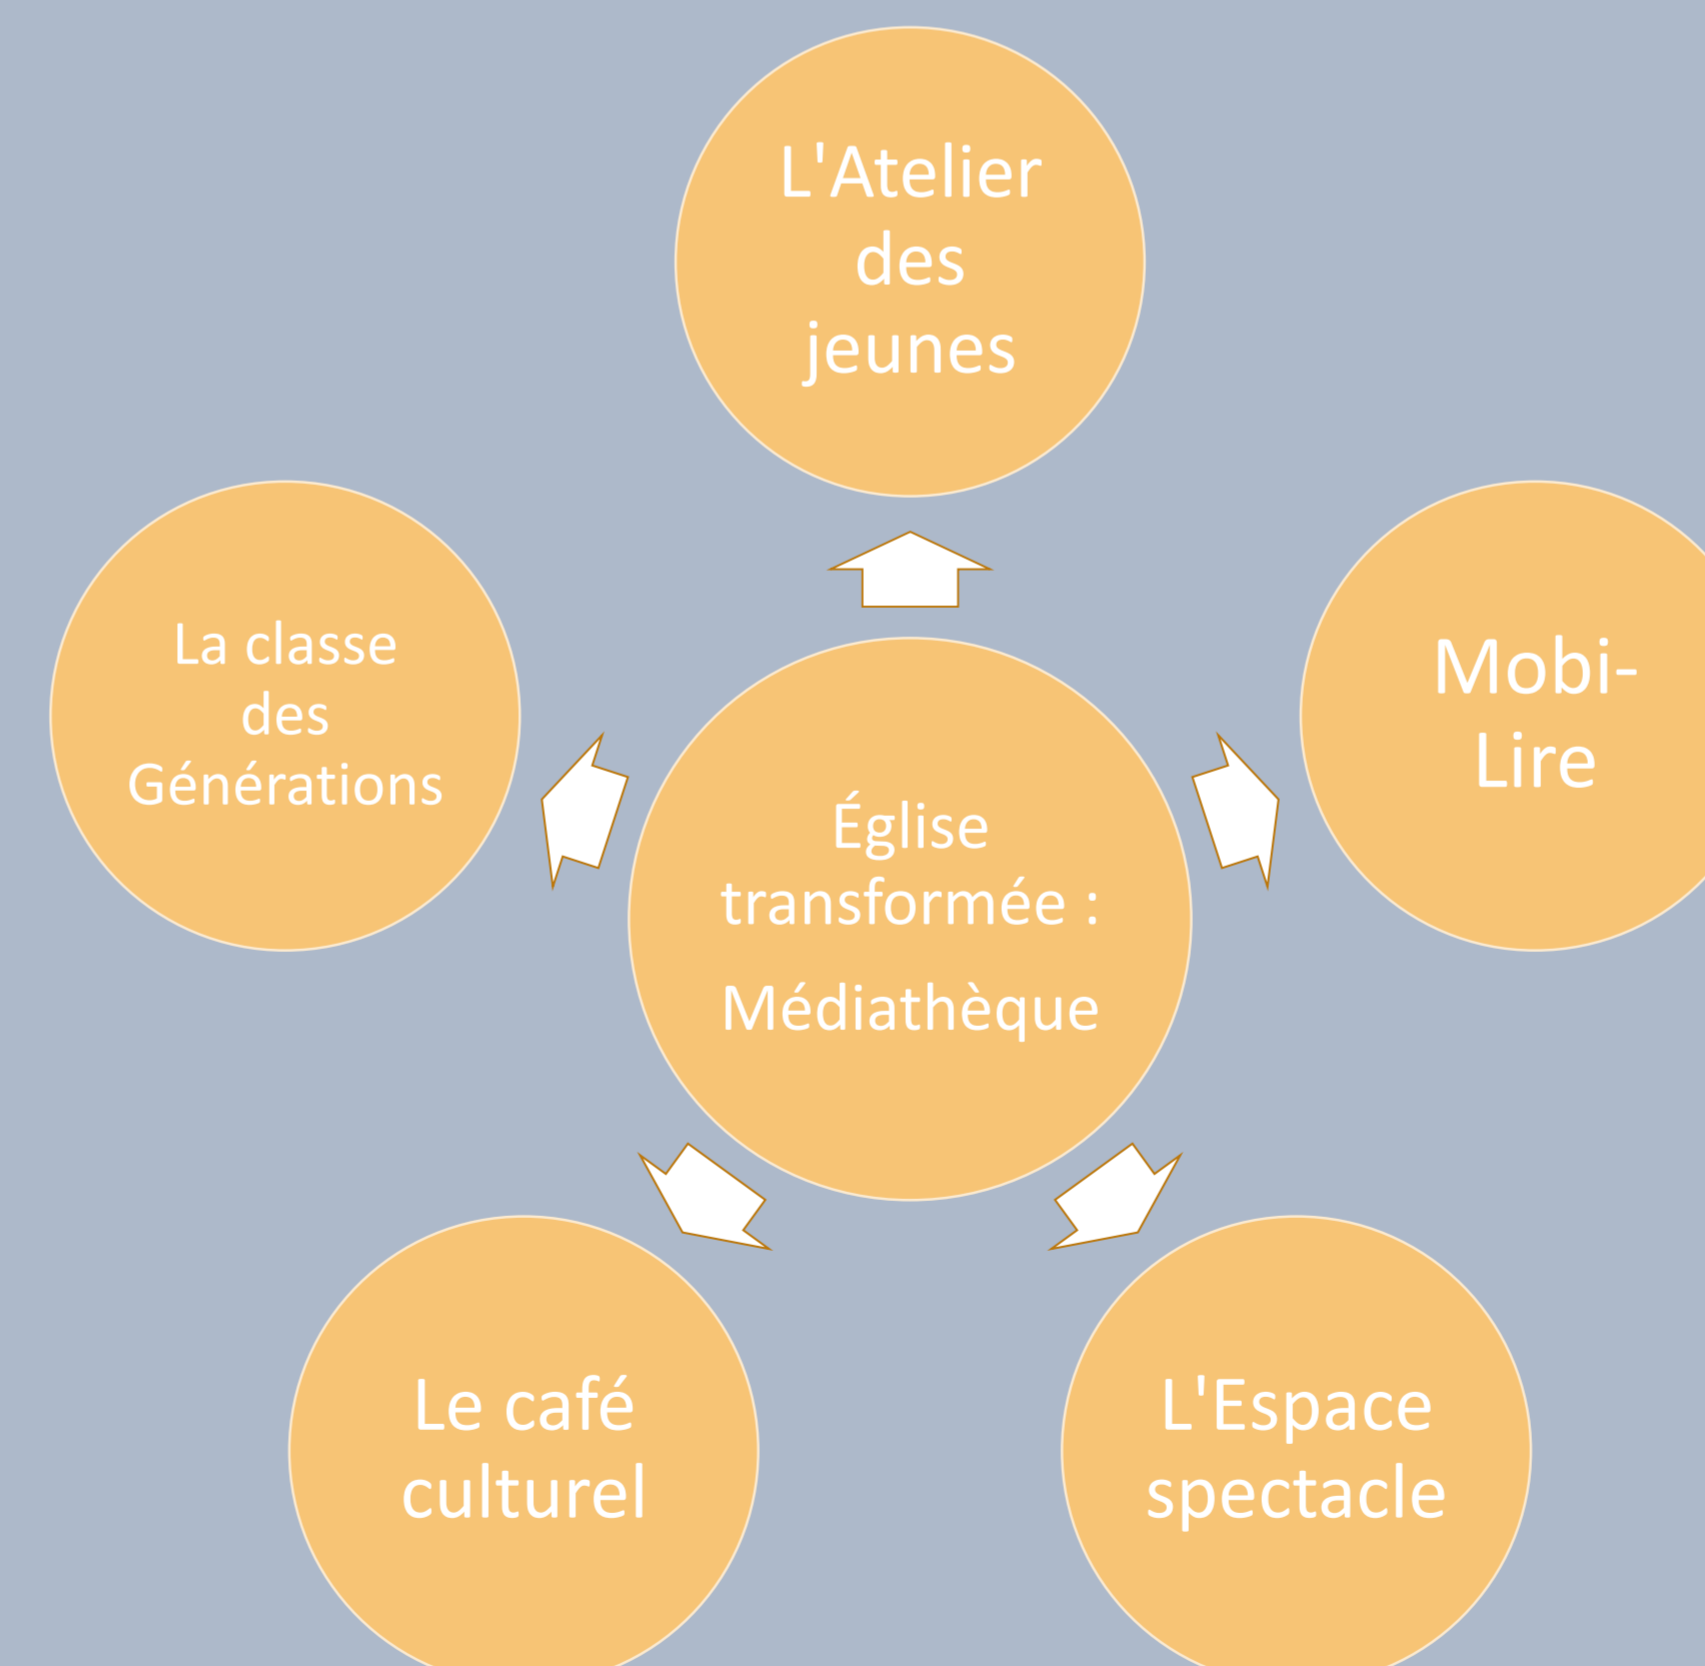 L'Atelier
des
jeunes
La classe
des
Générations
Mobi-
Lire
Église
transformée :
Médiathèque
Le café
culturel
L'Espace
spectacle